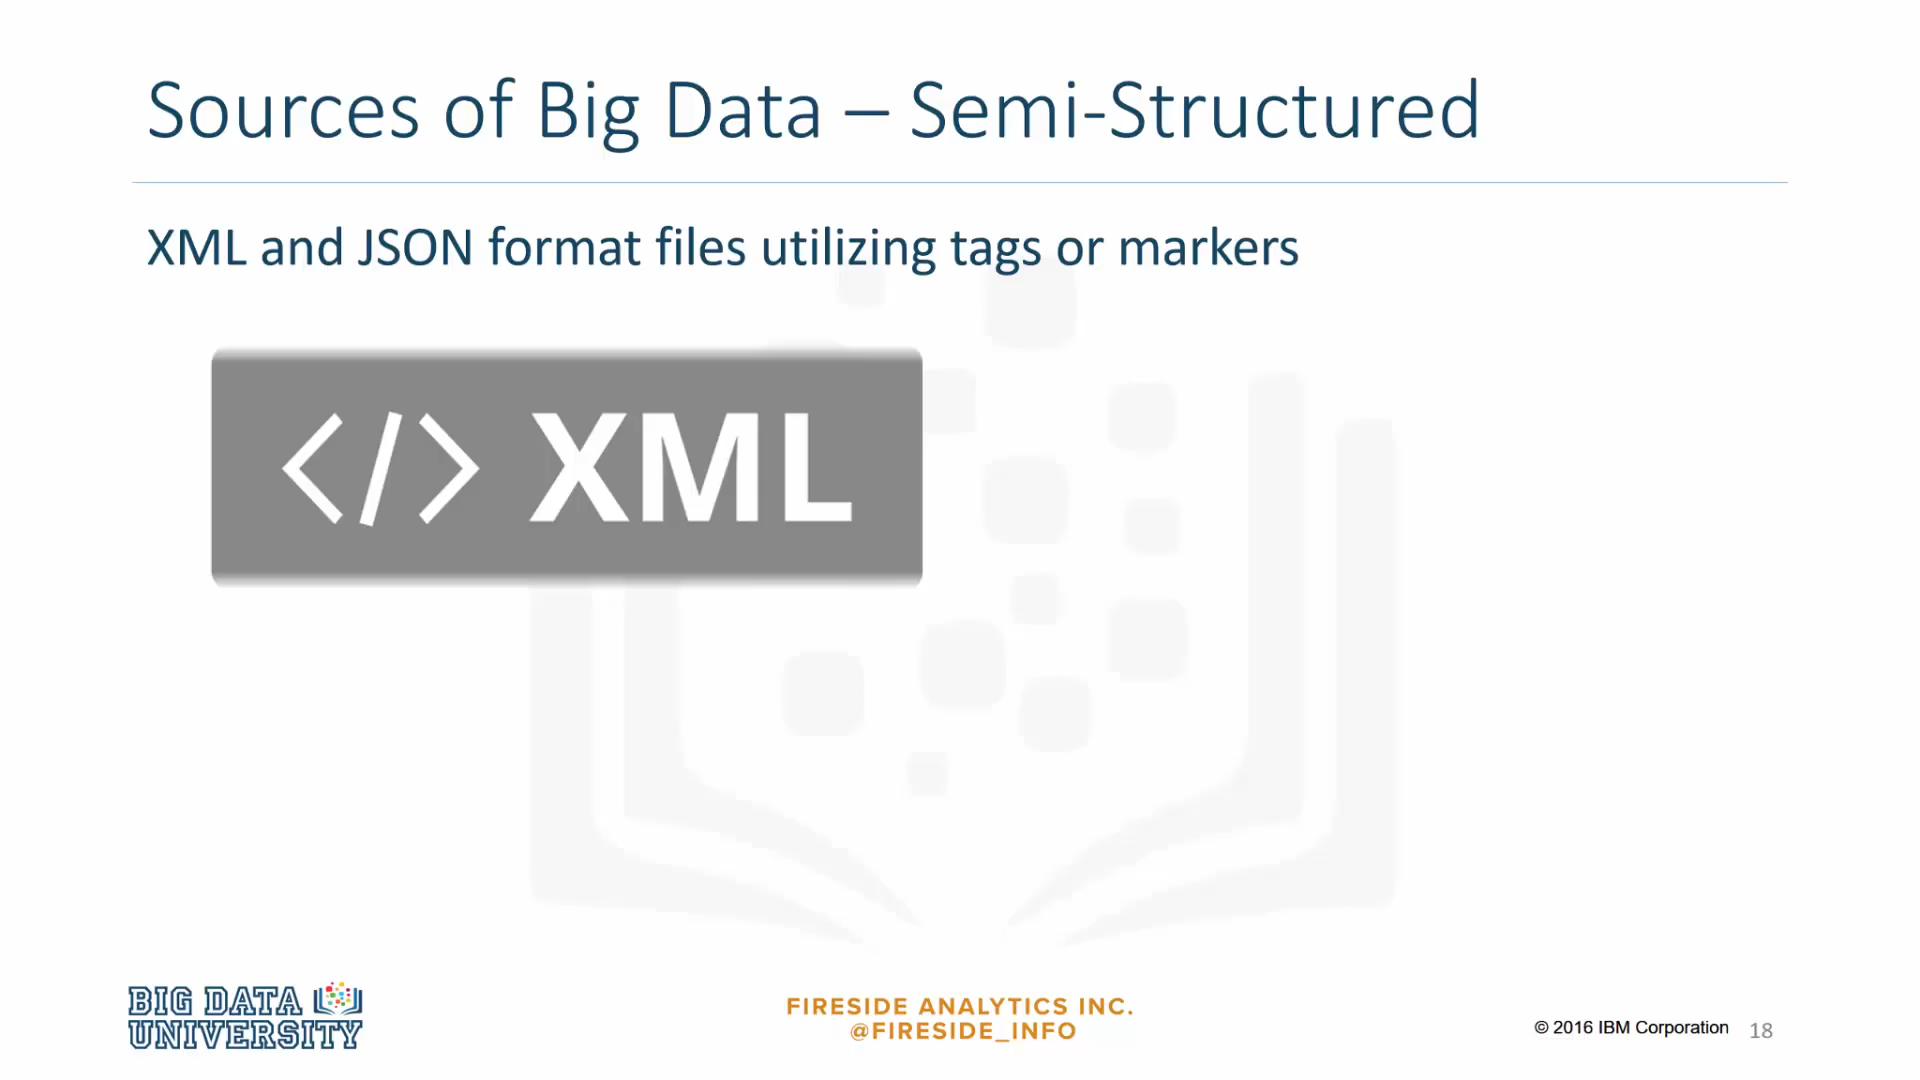 Sources of Big Data – Semi-Structured
XML and JSON format files utilizing tags or markers
</> XML
BIG DATA
UNIVERSITY
FIRESIDE ANALYTICS INC.
@FIRESIDE_INFO
© 2016 IBM Corporation 18